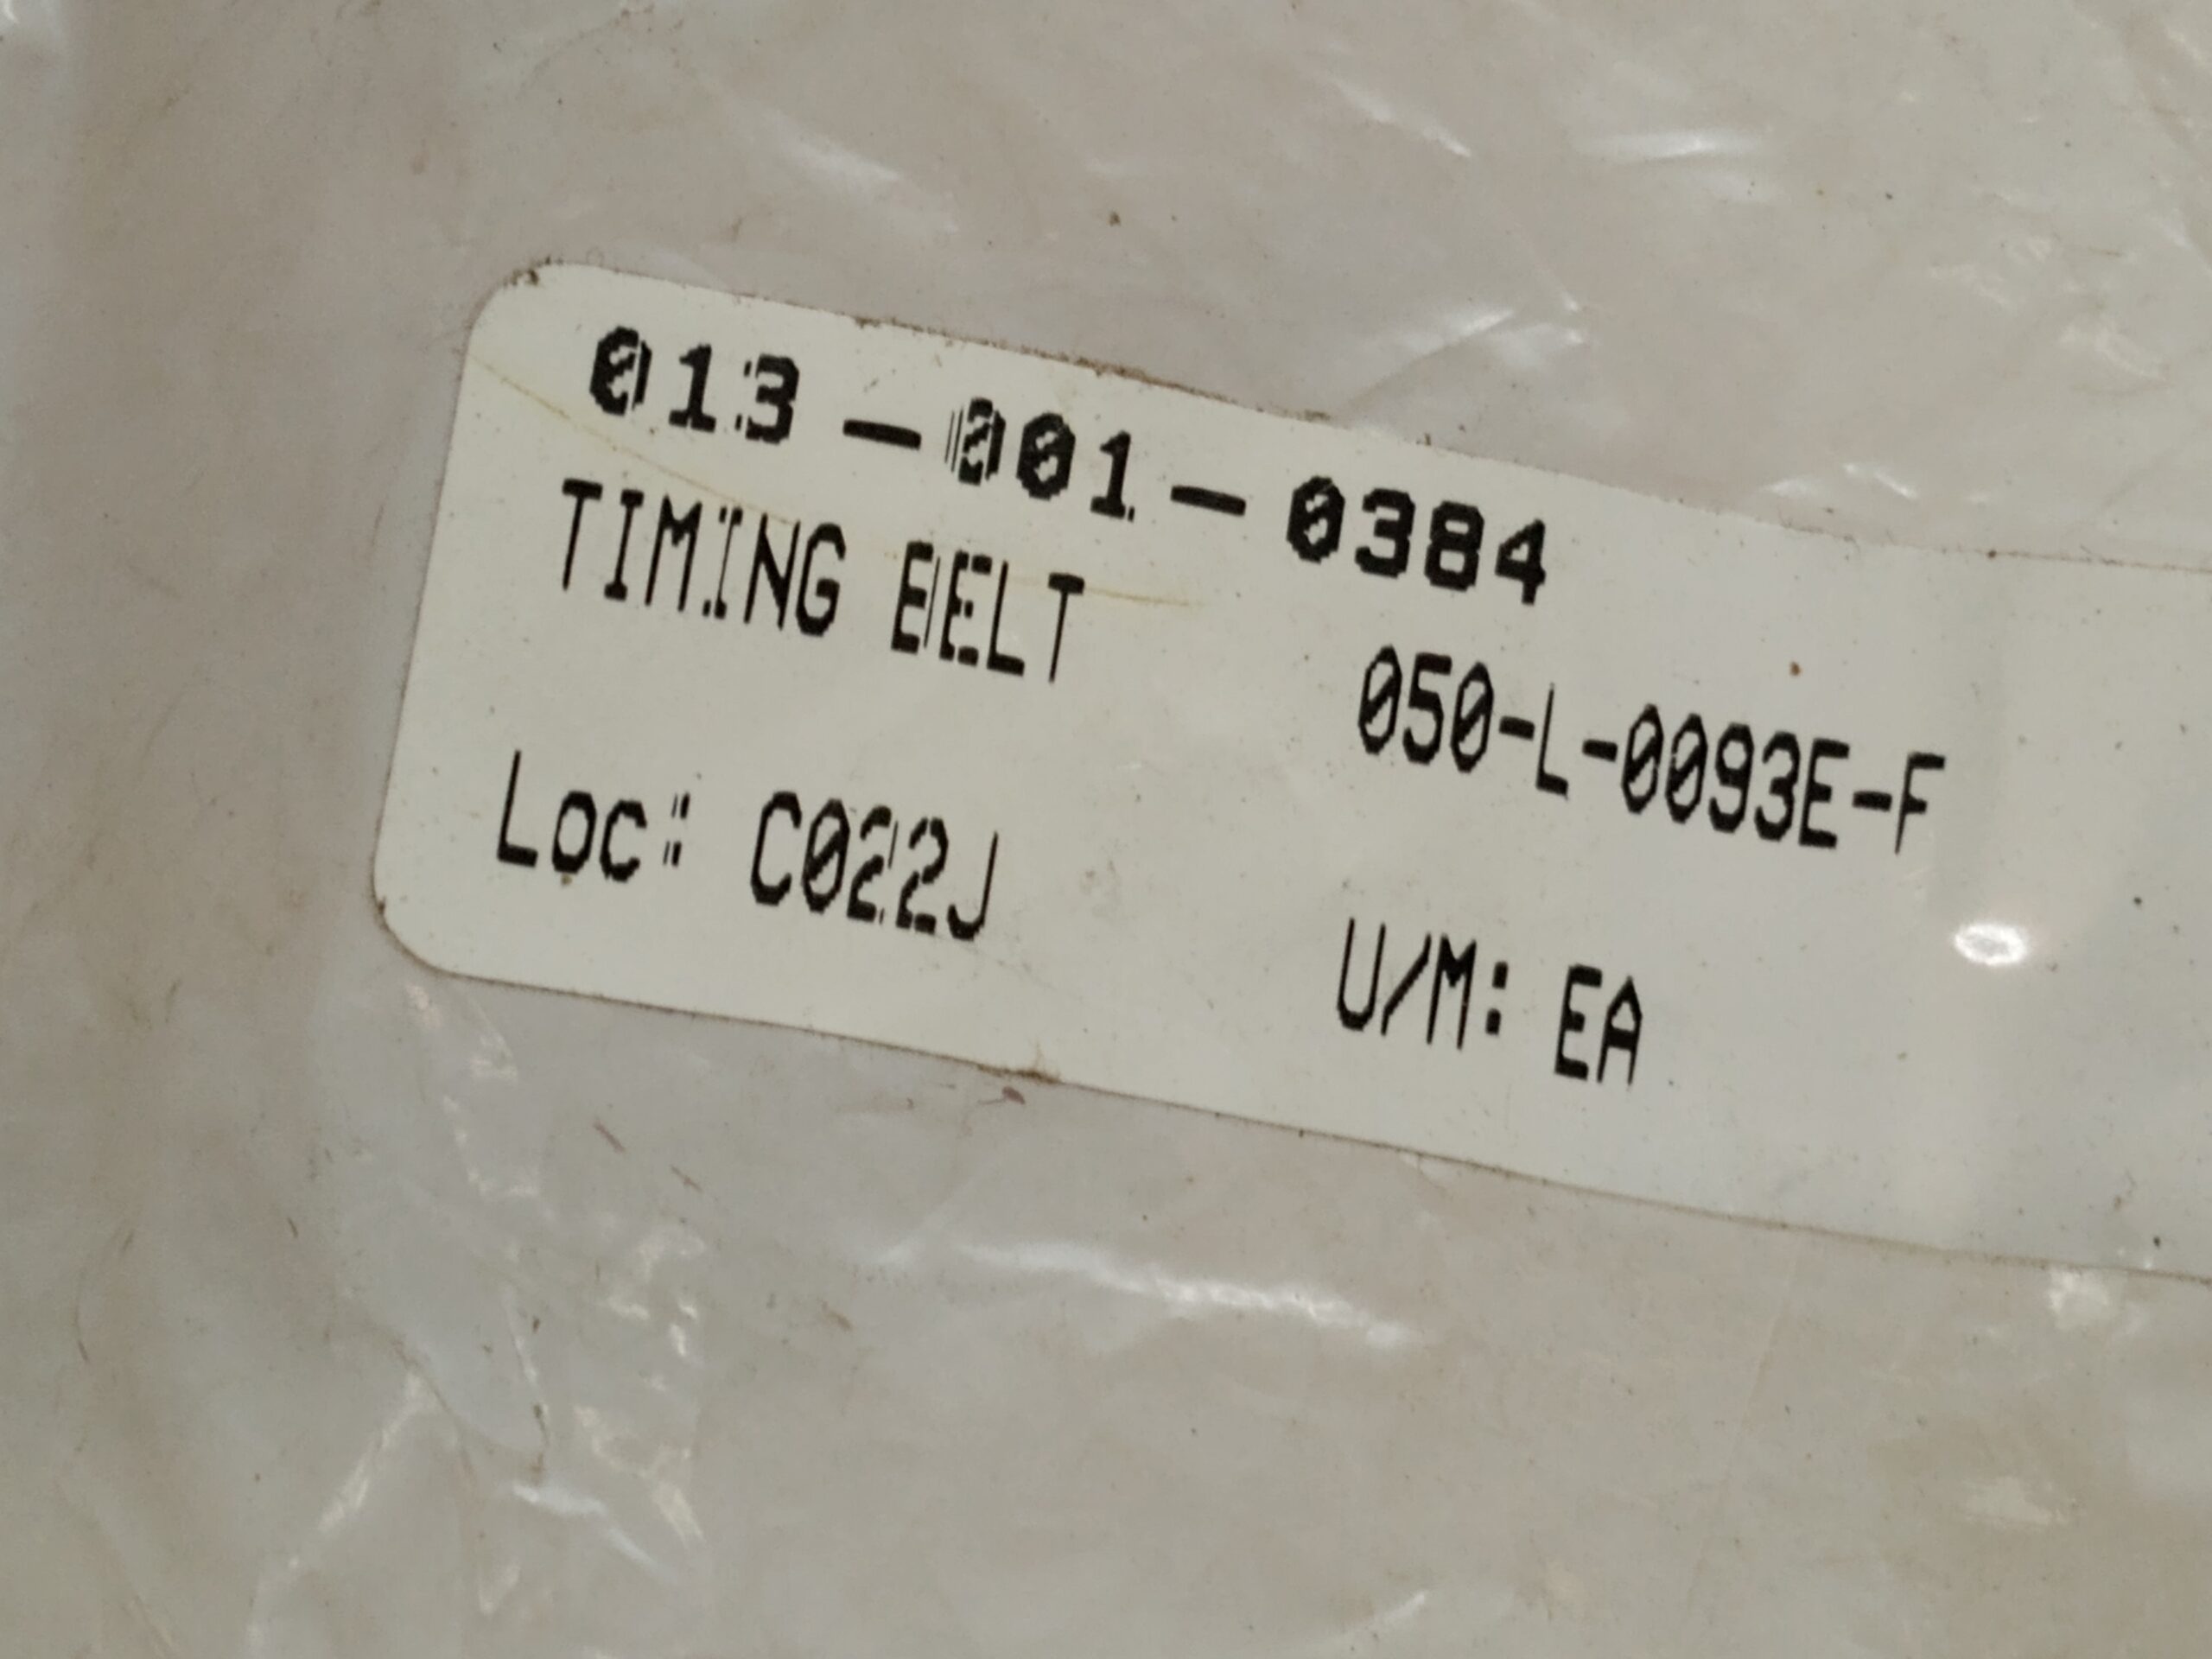 013-001-0384
TIMING BELT
050-L-0093E-F
Loc: C022J
U/M: EA